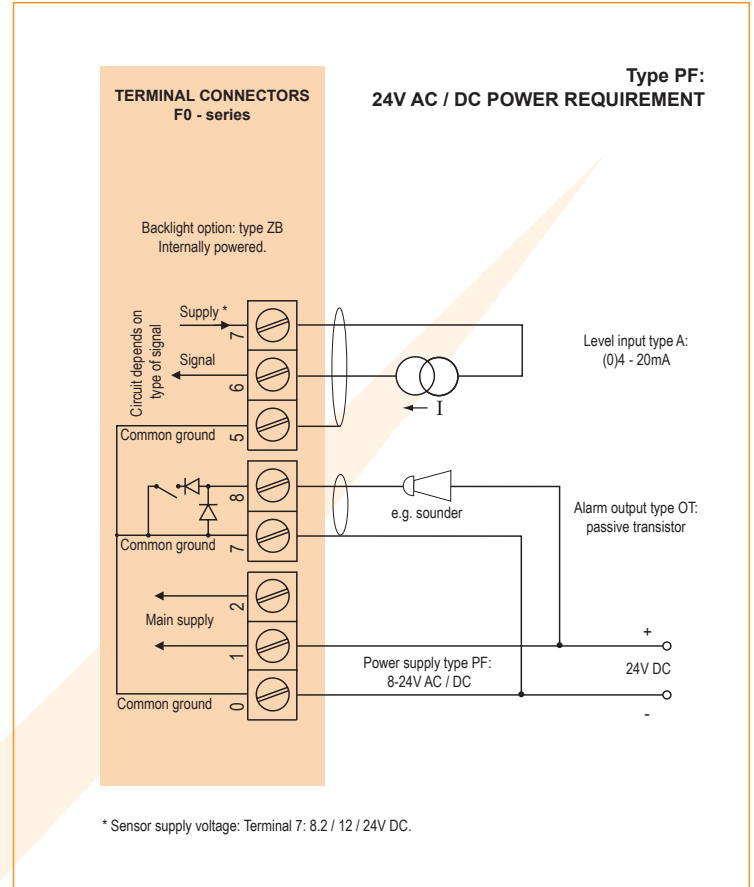 Type PF:
24V AC / DC POWER REQUIREMENT
TERMINAL CONNECTORS
F0 - series
Backlight option: type ZB
Internally powered.
Circuit depends on
type of signal
Supply *
7
Signal
6
Common ground
5
Level input type A:
(0)4 - 20mA
I
8
e.g. sounder
Alarm output type OT:
passive transistor
Common ground
7
2
Main supply
1
Power supply type PF:
8-24V AC / DC
+
24V DC
-
Common ground
0
* Sensor supply voltage: Terminal 7: 8.2 / 12 / 24V DC.